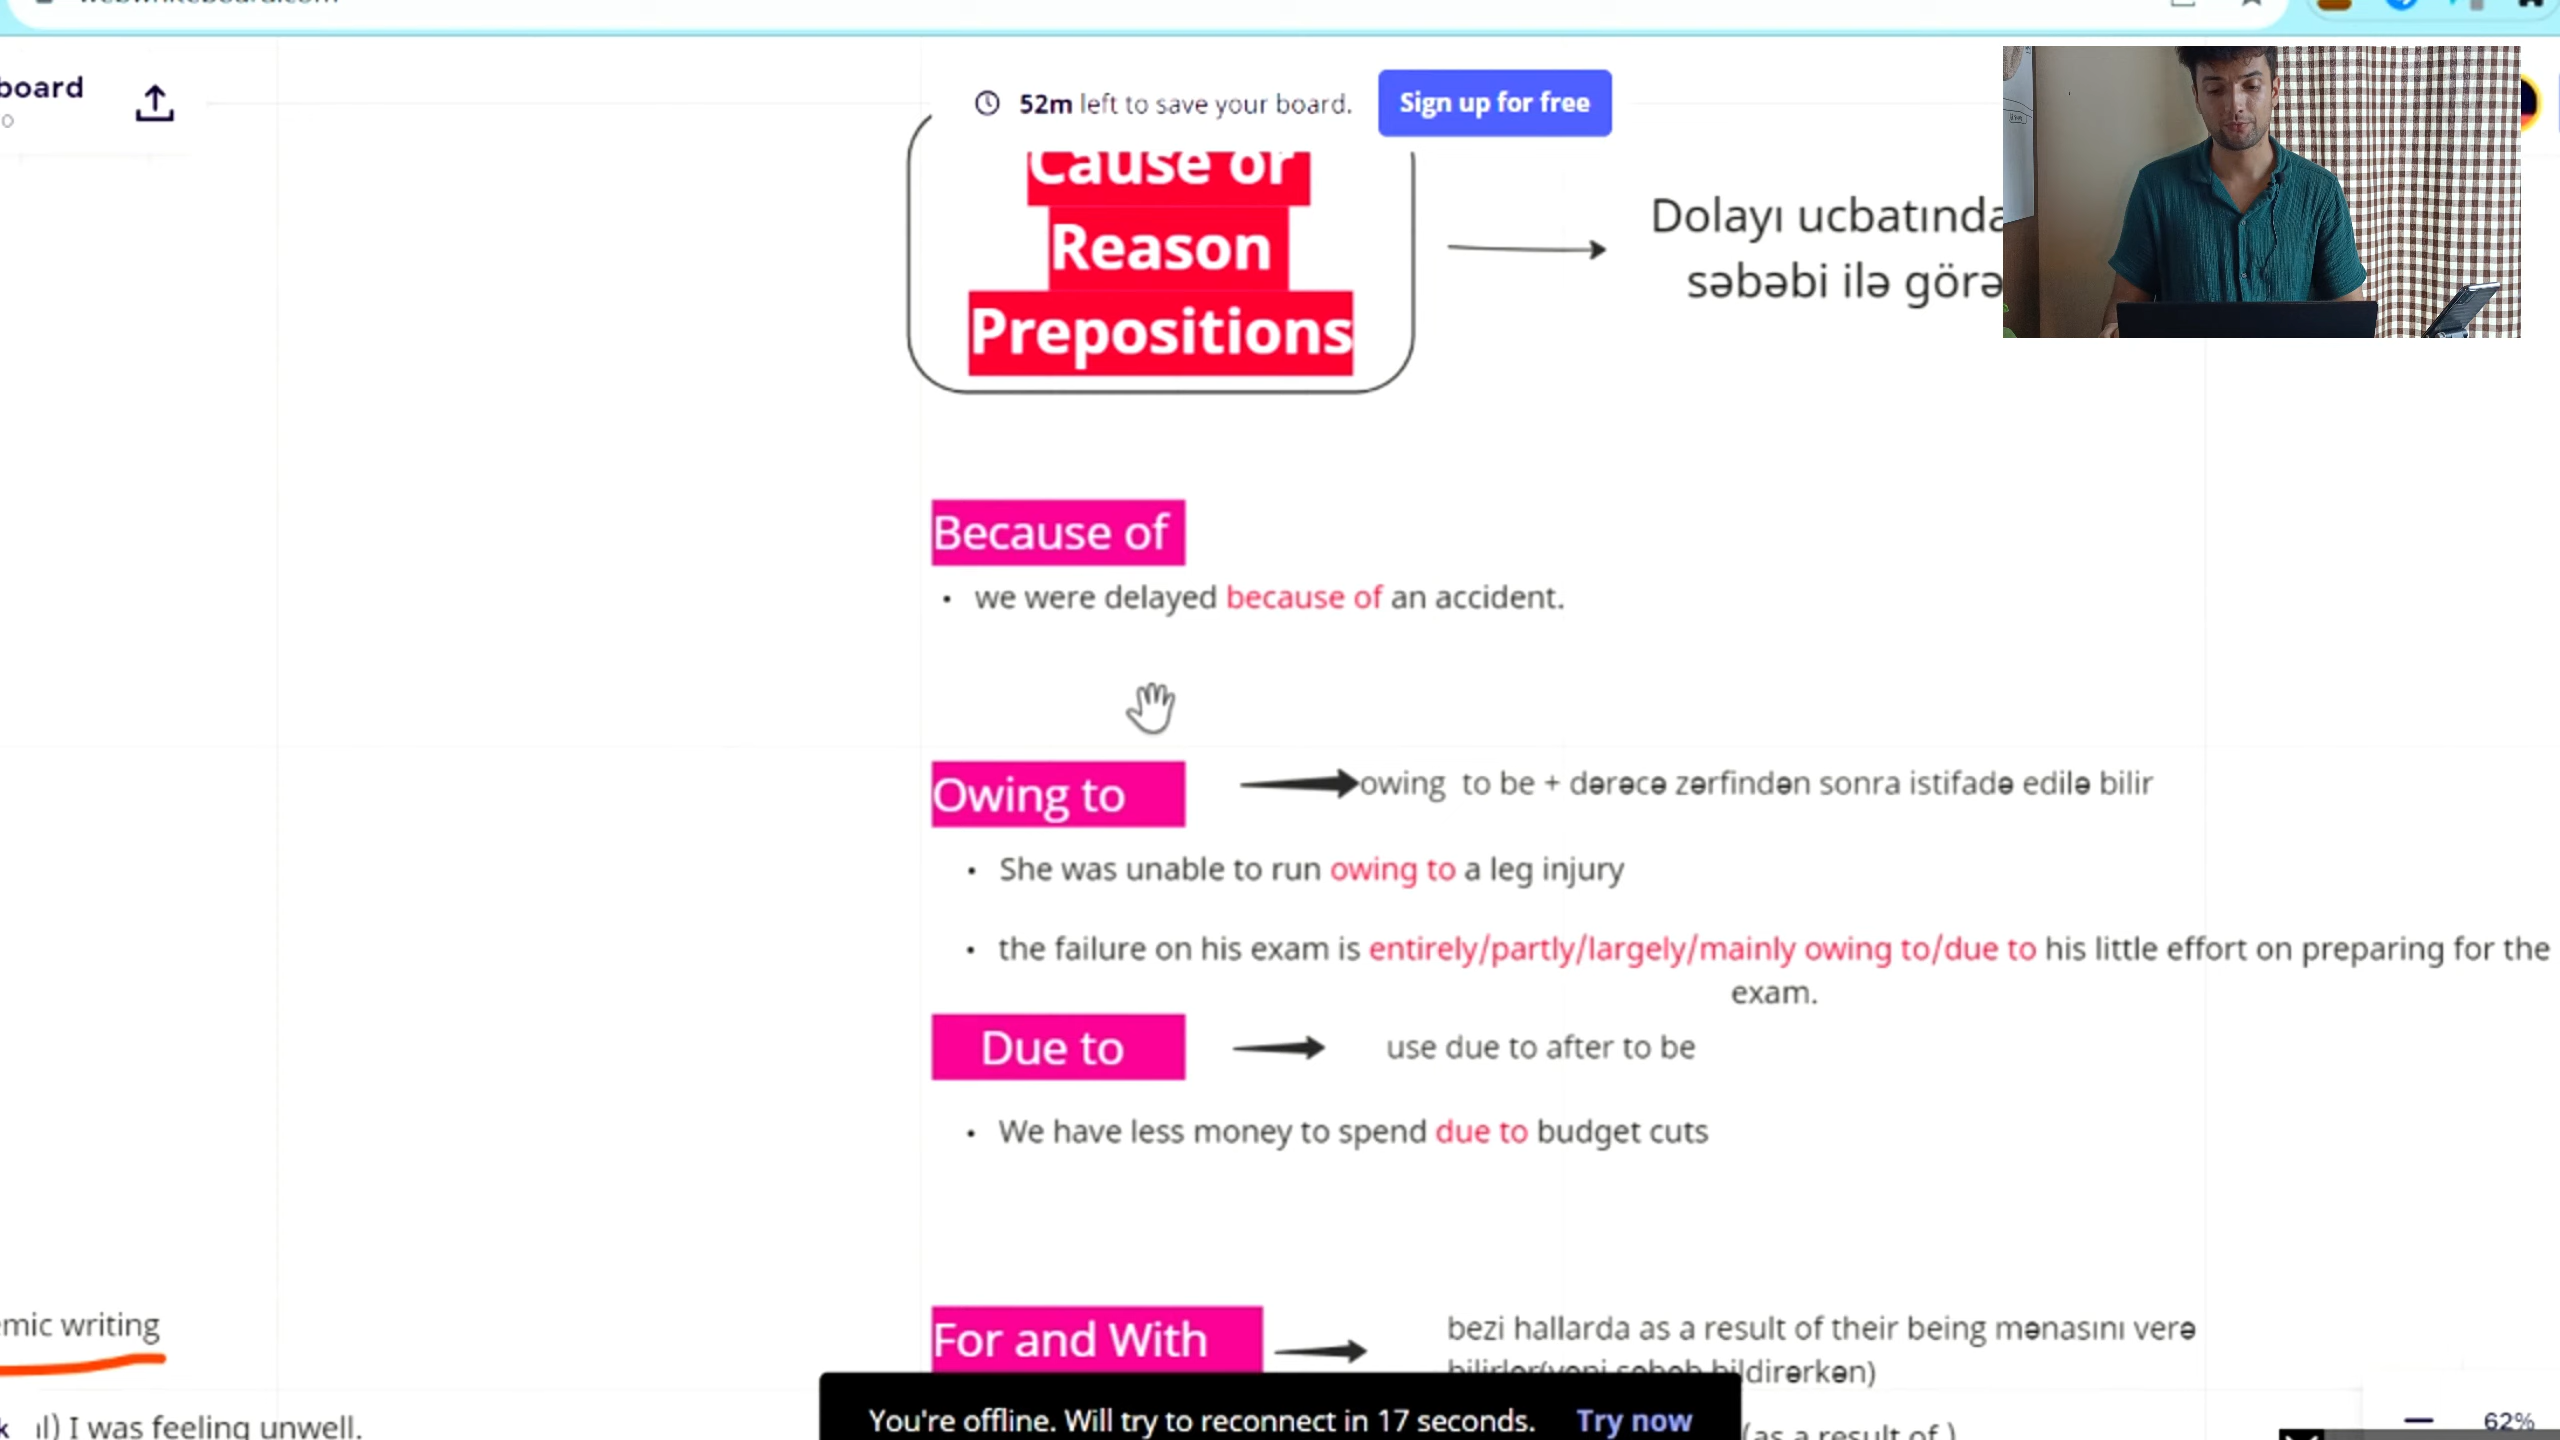 board
52m left to save your board.
Sign up for free
Cause or
Reason
Prepositions
Dolayı ucbatında
səbəbi ilə görə
Because of
• we were delayed because of an accident.
Owing to
owing to be + dərəcə zərfindən sonra istifadə edilə bilir
• She was unable to run owing to a leg injury
• the failure on his exam is entirely/partly/largely/mainly owing to/due to his little effort on preparing for the
exam.
Due to
use due to after to be
• We have less money to spend due to budget cuts
mic writing
For and With
bezi hallarda as a result of their being mənasını verə
bildirərkən)
I was feeling unwell.
You're offline. Will try to reconnect in 17 seconds.
Try now
(as a result of )
62%